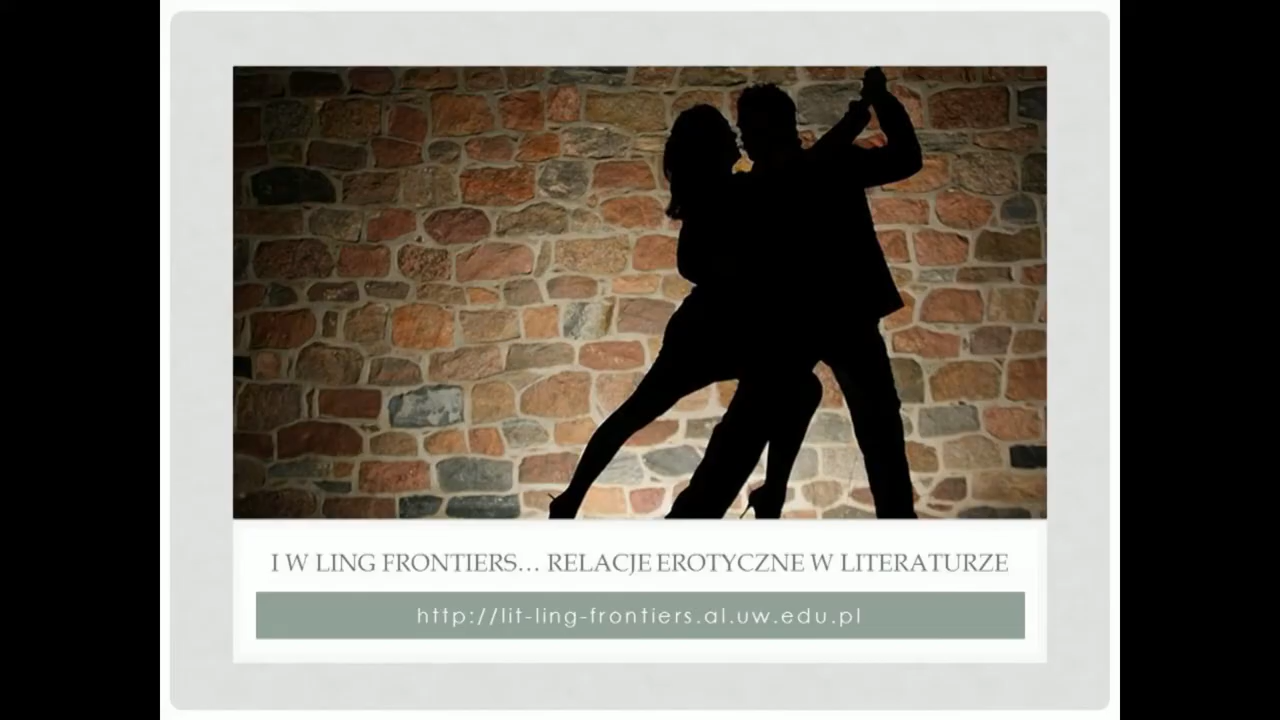 I W LING FRONTIERS... RELACJE EROTYCZNE W LITERATURZE
http://lit-ling-frontiers.al.uw.edu.pl